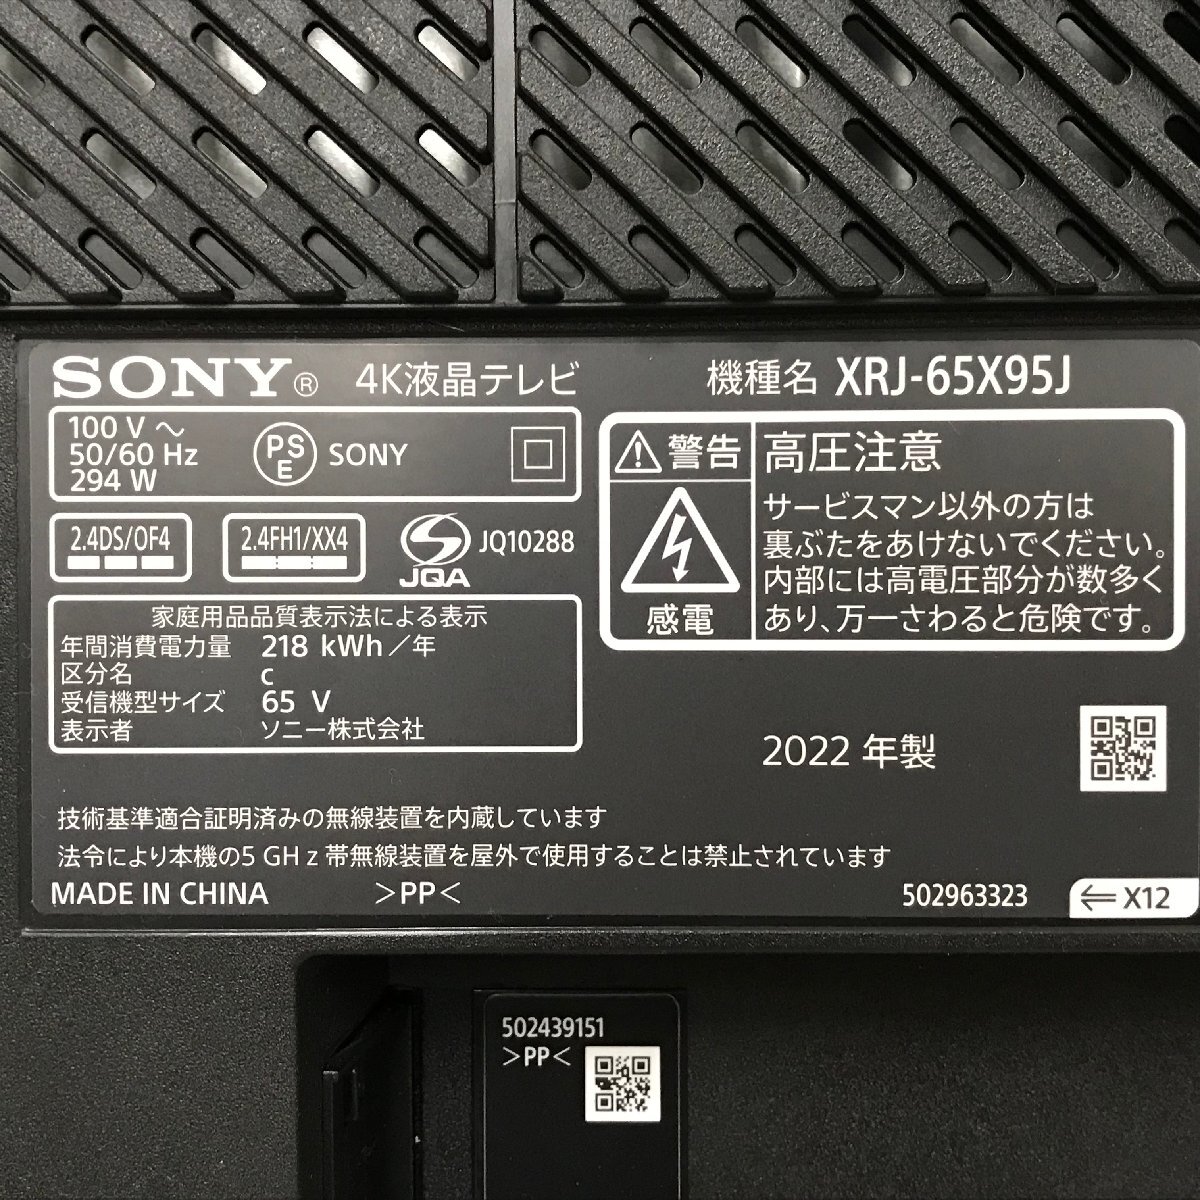 SONY® 4K液晶テレビ
機種名 XRJ-65X95J
100 V ～
50/60 Hz
294 W
PS
E
SONY
2.4DS/OF4
2.4FH1/XX4
JQA
JQ10288
家庭用品品質表示法による表示
年間消費電力量 218 kWh／年
区分名 c
受信機型サイズ 65 V
表示者 ソニー株式会社
警告
感電
高圧注意
サービスマン以外の方は
裏ぶたをあけないでください。
内部には高電圧部分が数多く
あり、万一さわると危険です。
2022 年製
技術基準適合証明済みの無線装置を内蔵しています
法令により本機の5 GHz帯無線装置を屋外で使用することは禁止されています
MADE IN CHINA >PP<
502963323
⇐ X12
502439151
>PP<